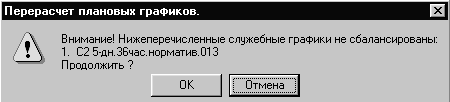 Перерасчет плановых графиков.
Внимание! Нижеперечисленные служебные графики не сбалансированы:
1. С2 5-дн.36час.норматив.013
Продолжить ?
OK
Отмена